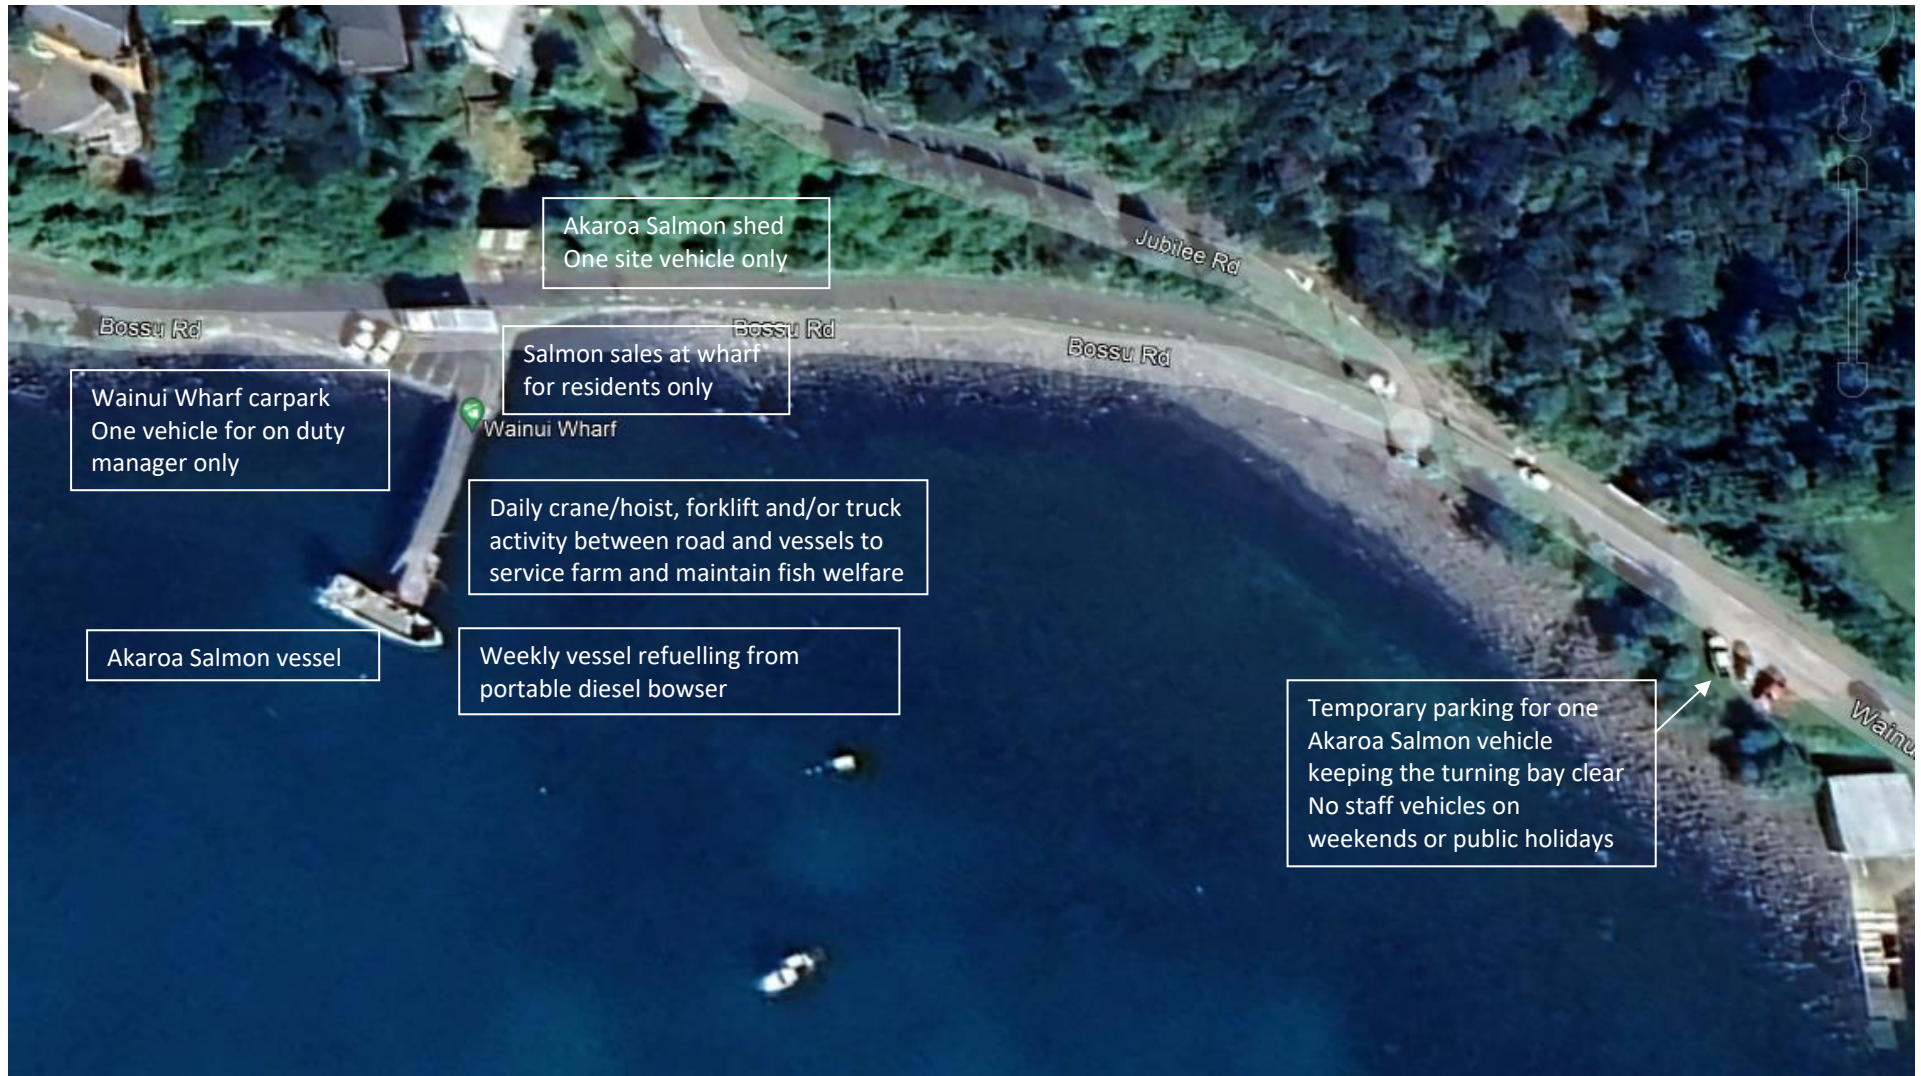 Akaroa Salmon shed
One site vehicle only
Jubilee Rd
Bossu Rd
Bossu Rd
Bossu Rd
Salmon sales at wharf
for residents only
Wainui Wharf carpark
One vehicle for on duty
manager only
Wainui Wharf
Daily crane/hoist, forklift and/or truck
activity between road and vessels to
service farm and maintain fish welfare
Akaroa Salmon vessel
Weekly vessel refuelling from
portable diesel bowser
Temporary parking for one
Akaroa Salmon vehicle
keeping the turning bay clear
No staff vehicles on
weekends or public holidays
Wainu